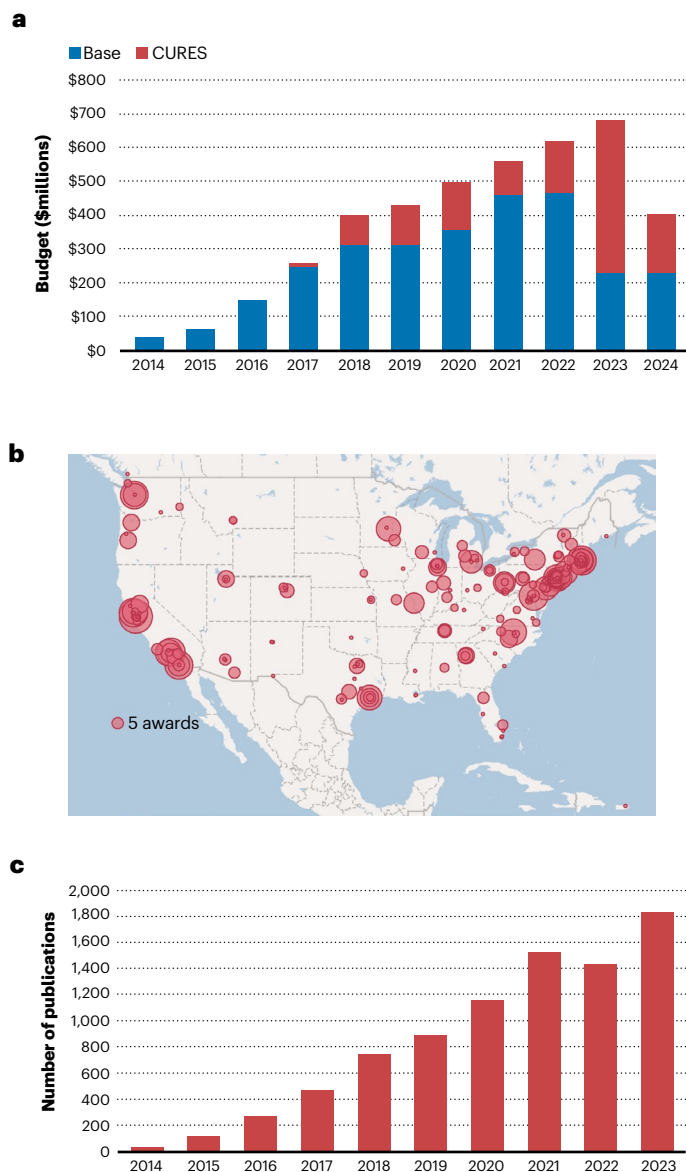 a
Base CURES
$800
$700
$600
$500
$400
$300
$200
$100
$0
Budget ($millions)
2014 2015 2016 2017 2018 2019 2020 2021 2022 2023 2024
b
5 awards
c
2,000
1,800
1,600
1,400
1,200
1,000
800
600
400
200
0
Number of publications
2014 2015 2016 2017 2018 2019 2020 2021 2022 2023